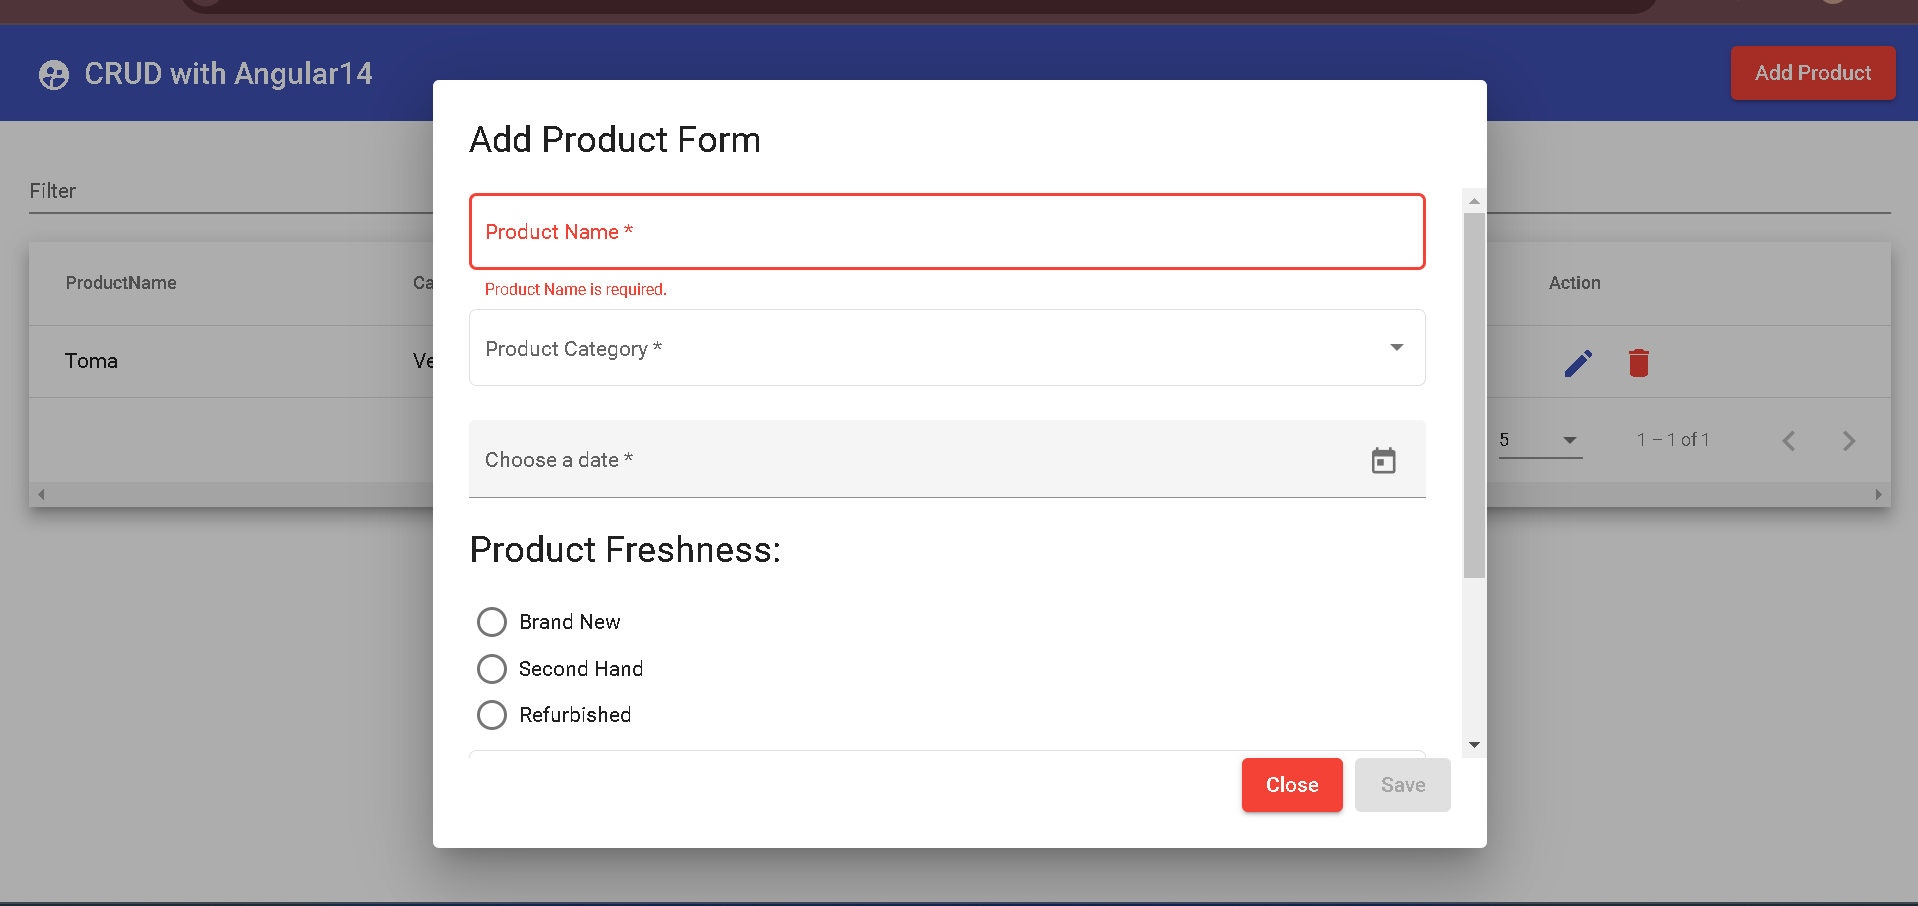 CRUD with Angular14
Add Product
Add Product Form
Filter
Product Name *
ProductName
Ca
Action
Product Name is required.
Product Category *
Toma
Ve
5
1 – 1 of 1
Choose a date *
Product Freshness:
Brand New
Second Hand
Refurbished
Close
Save